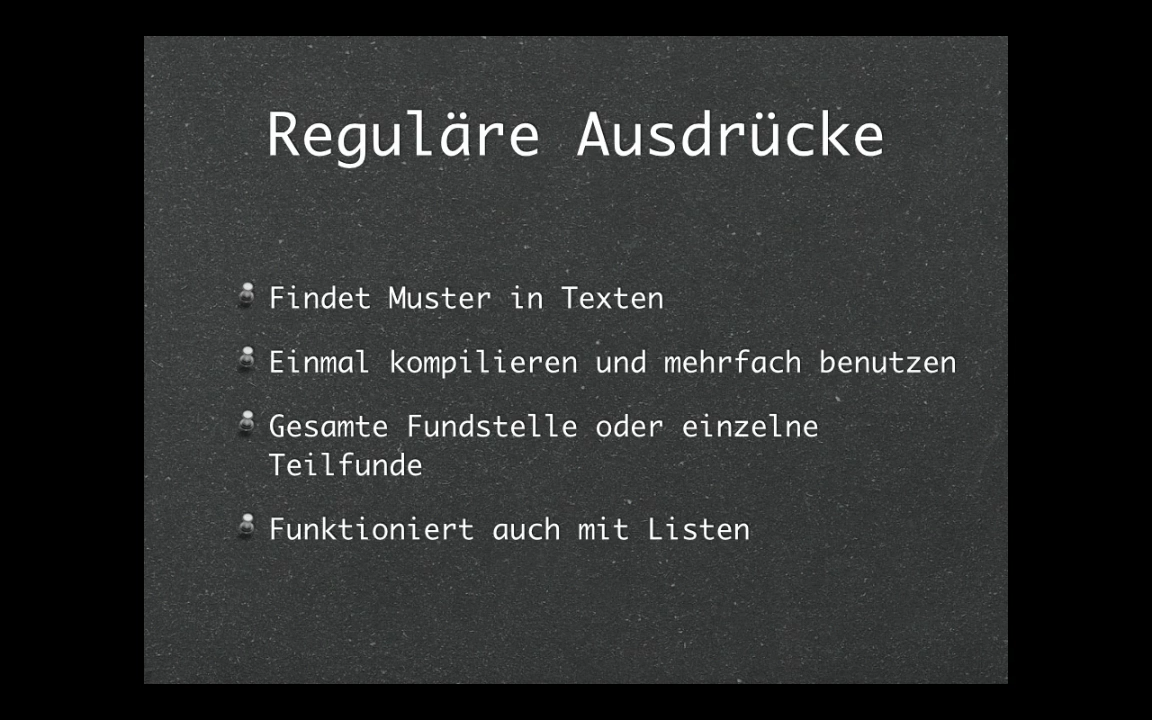 Reguläre Ausdrücke
Findet Muster in Texten
Einmal kompilieren und mehrfach benutzen
Gesamte Fundstelle oder einzelne
Teilfunde
Funktioniert auch mit Listen